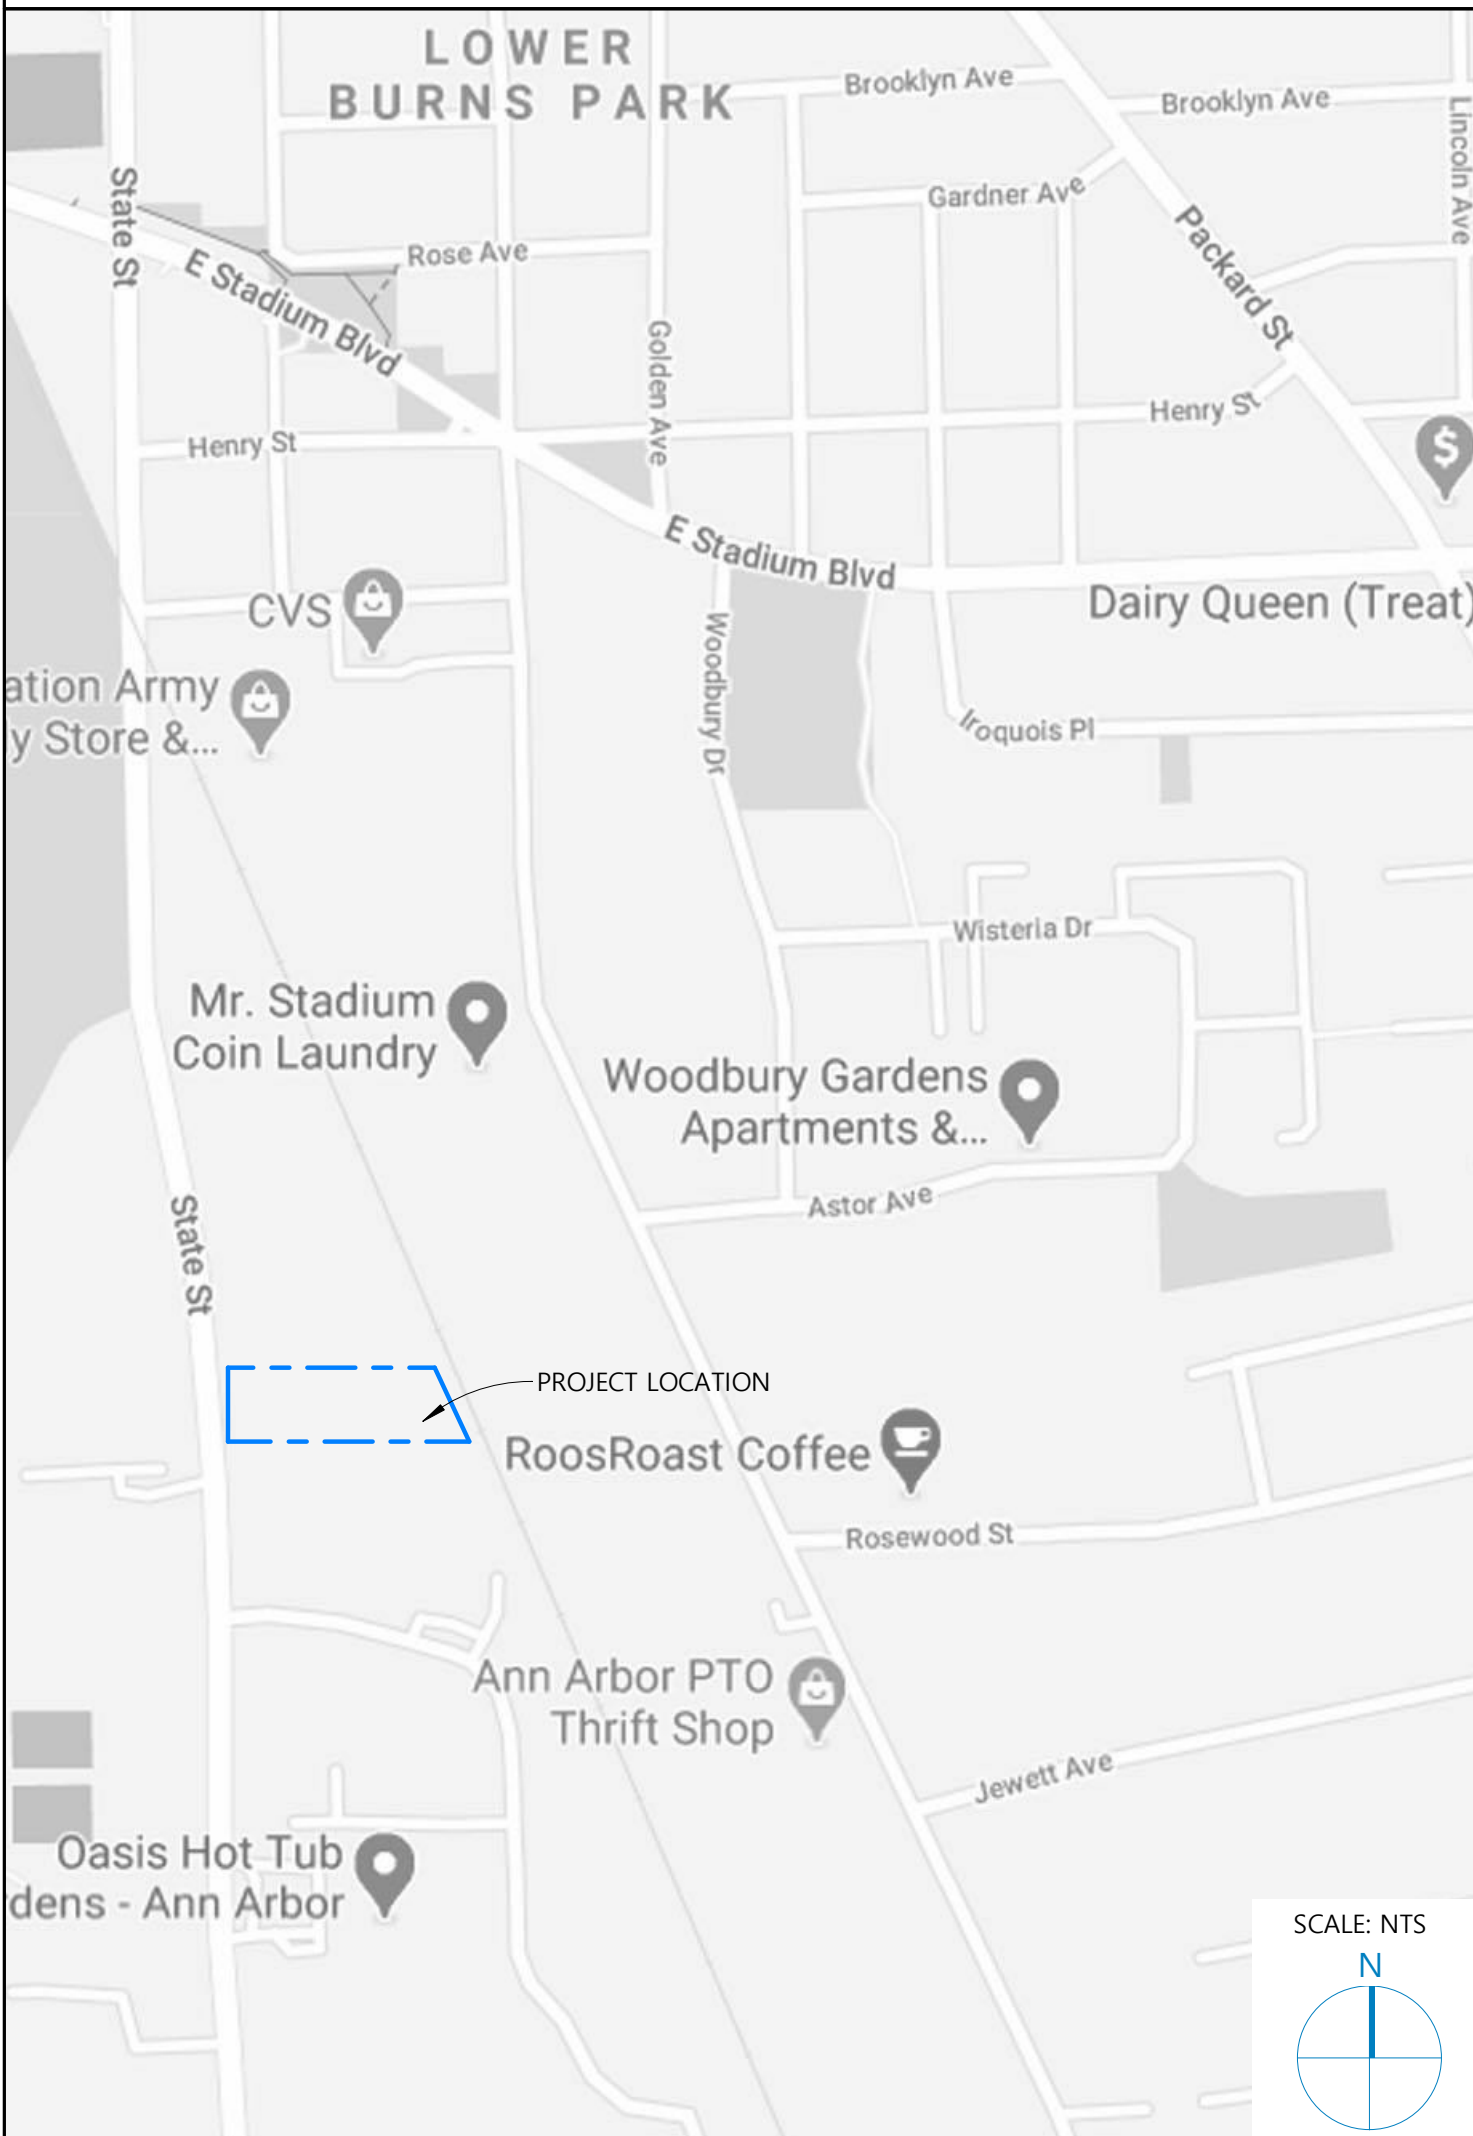 LOWER
BURNS PARK
Brooklyn Ave
Brooklyn Ave
Lincoln Ave
State St
Gardner Ave
Packard St
Rose Ave
E Stadium Blvd
Golden Ave
Henry St
Henry St
$
E Stadium Blvd
CVS
Dairy Queen (Treat)
Woodbury Dr
ation Army
y Store &...
Iroquois Pl
Wisteria Dr
Mr. Stadium
Coin Laundry
Woodbury Gardens
Apartments &...
Astor Ave
State St
PROJECT LOCATION
RoosRoast Coffee
Rosewood St
Ann Arbor PTO
Thrift Shop
Jewett Ave
Oasis Hot Tub
dens - Ann Arbor
SCALE: NTS
N